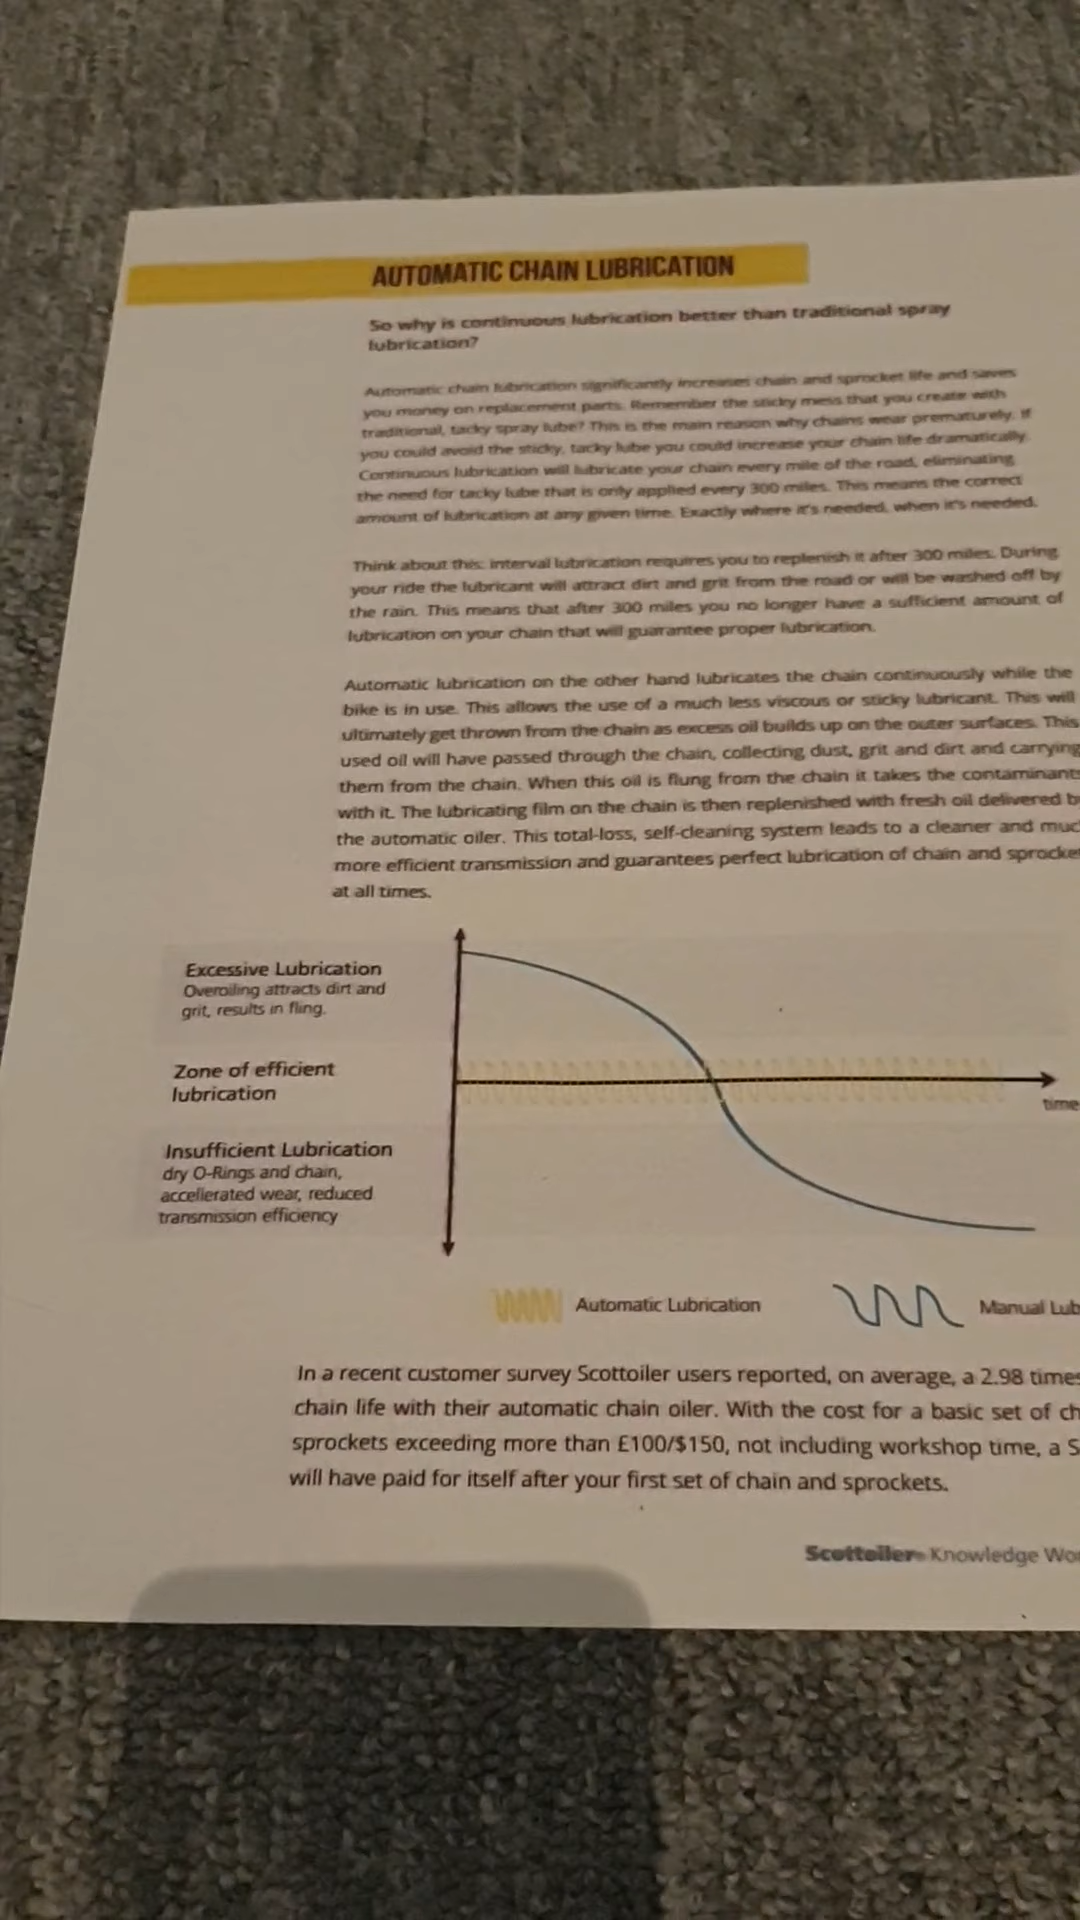 AUTOMATIC CHAIN LUBRICATION
So why is continuous lubrication better than traditional spray
lubrication?
Automatic chain lubrication significantly increases chain and sprocket life and saves
you money on replacement parts. Remember the sticky mess that you create with
traditional, tacky spray lube? This is the main reason why chains wear prematurely. If
you could avoid the sticky, tacky lube you could increase your chain life dramatically.
Continuous lubrication will lubricate your chain every mile of the road, eliminating
the need for tacky lube that is only applied every 300 miles. This means the correct
amount of lubrication at any given time. Exactly where it's needed, when it's needed.
Think about this: interval lubrication requires you to replenish it after 300 miles. During
your ride the lubricant will attract dirt and grit from the road or will be washed off by
the rain. This means that after 300 miles you no longer have a sufficient amount of
lubrication on your chain that will guarantee proper lubrication.
Automatic lubrication on the other hand lubricates the chain continuously while the
bike is in use. This allows the use of a much less viscous or sticky lubricant. This will
ultimately get thrown from the chain as excess oil builds up on the outer surfaces. This
used oil will have passed through the chain, collecting dust, grit and dirt and carrying
them from the chain. When this oil is flung from the chain it takes the contaminants
with it. The lubricating film on the chain is then replenished with fresh oil delivered b
the automatic oiler. This total-loss, self-cleaning system leads to a cleaner and muc
more efficient transmission and guarantees perfect lubrication of chain and sprocke
at all times.
Excessive Lubrication
Overoiling attracts dirt and
grit, results in fling.
Zone of efficient
lubrication
time
Insufficient Lubrication
dry O-Rings and chain,
accellerated wear, reduced
transmission efficiency
Automatic Lubrication
Manual Lub
In a recent customer survey Scottoiler users reported, on average, a 2.98 times
chain life with their automatic chain oiler. With the cost for a basic set of ch
sprockets exceeding more than £100/$150, not including workshop time, a S
will have paid for itself after your first set of chain and sprockets.
Scottoiler® Knowledge Wor